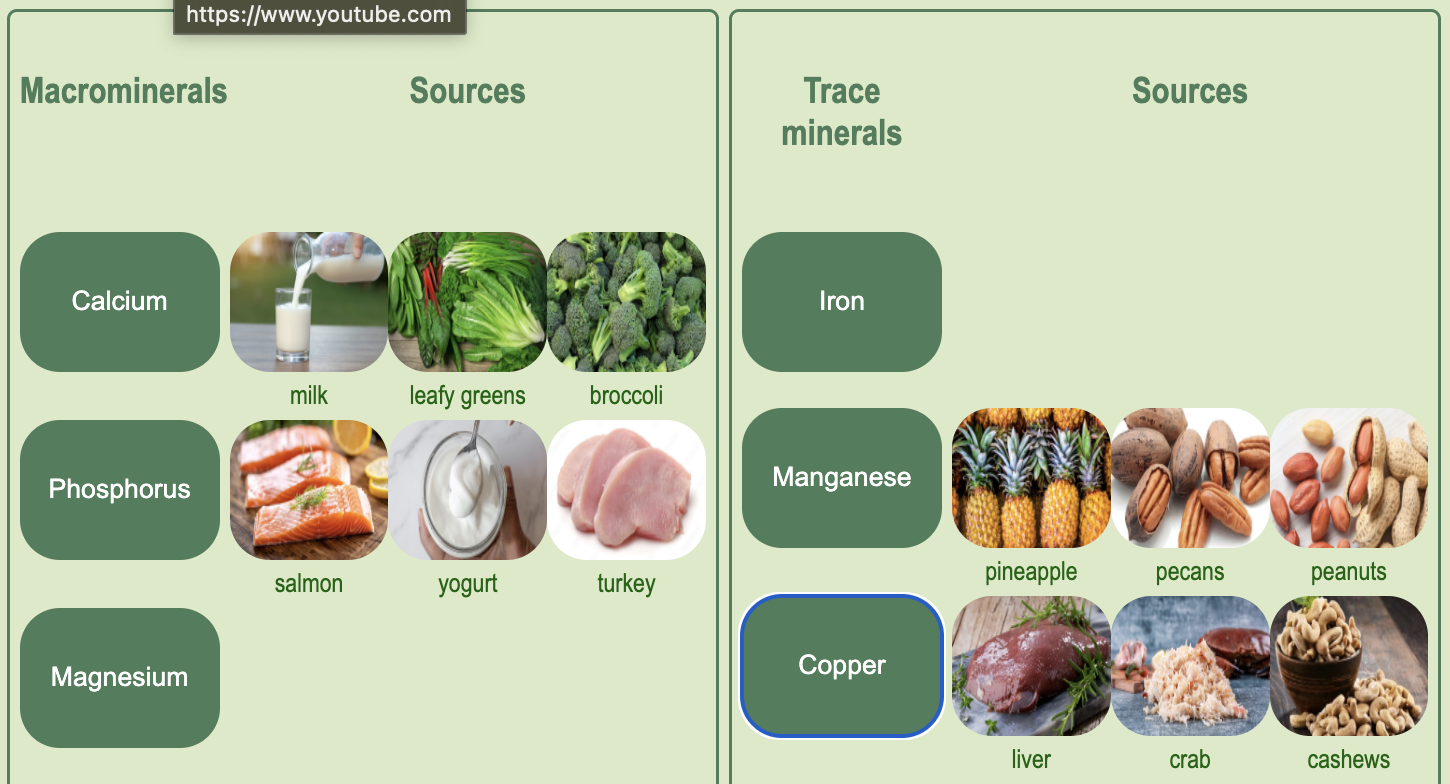 https://www.youtube.com
Macrominerals
Sources
Calcium
milk
leafy greens
broccoli
Phosphorus
salmon
yogurt
turkey
Magnesium
Trace
minerals
Sources
Iron
Manganese
pineapple
pecans
peanuts
Copper
liver
crab
cashews